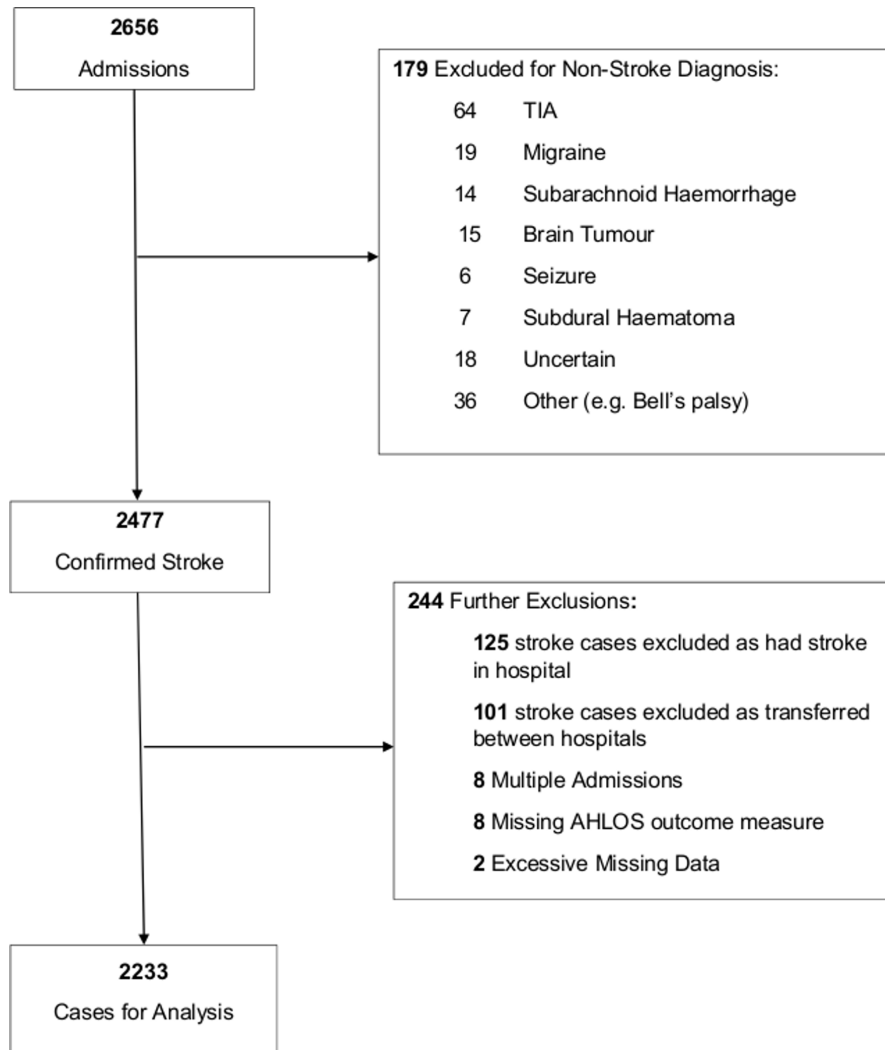 2656
Admissions
179 Excluded for Non-Stroke Diagnosis:
64 TIA
19 Migraine
14 Subarachnoid Haemorrhage
15 Brain Tumour
6 Seizure
7 Subdural Haematoma
18 Uncertain
36 Other (e.g. Bell's palsy)
2477
Confirmed Stroke
244 Further Exclusions:
125 stroke cases excluded as had stroke
in hospital
101 stroke cases excluded as transferred
between hospitals
8 Multiple Admissions
8 Missing AHLOS outcome measure
2 Excessive Missing Data
2233
Cases for Analysis